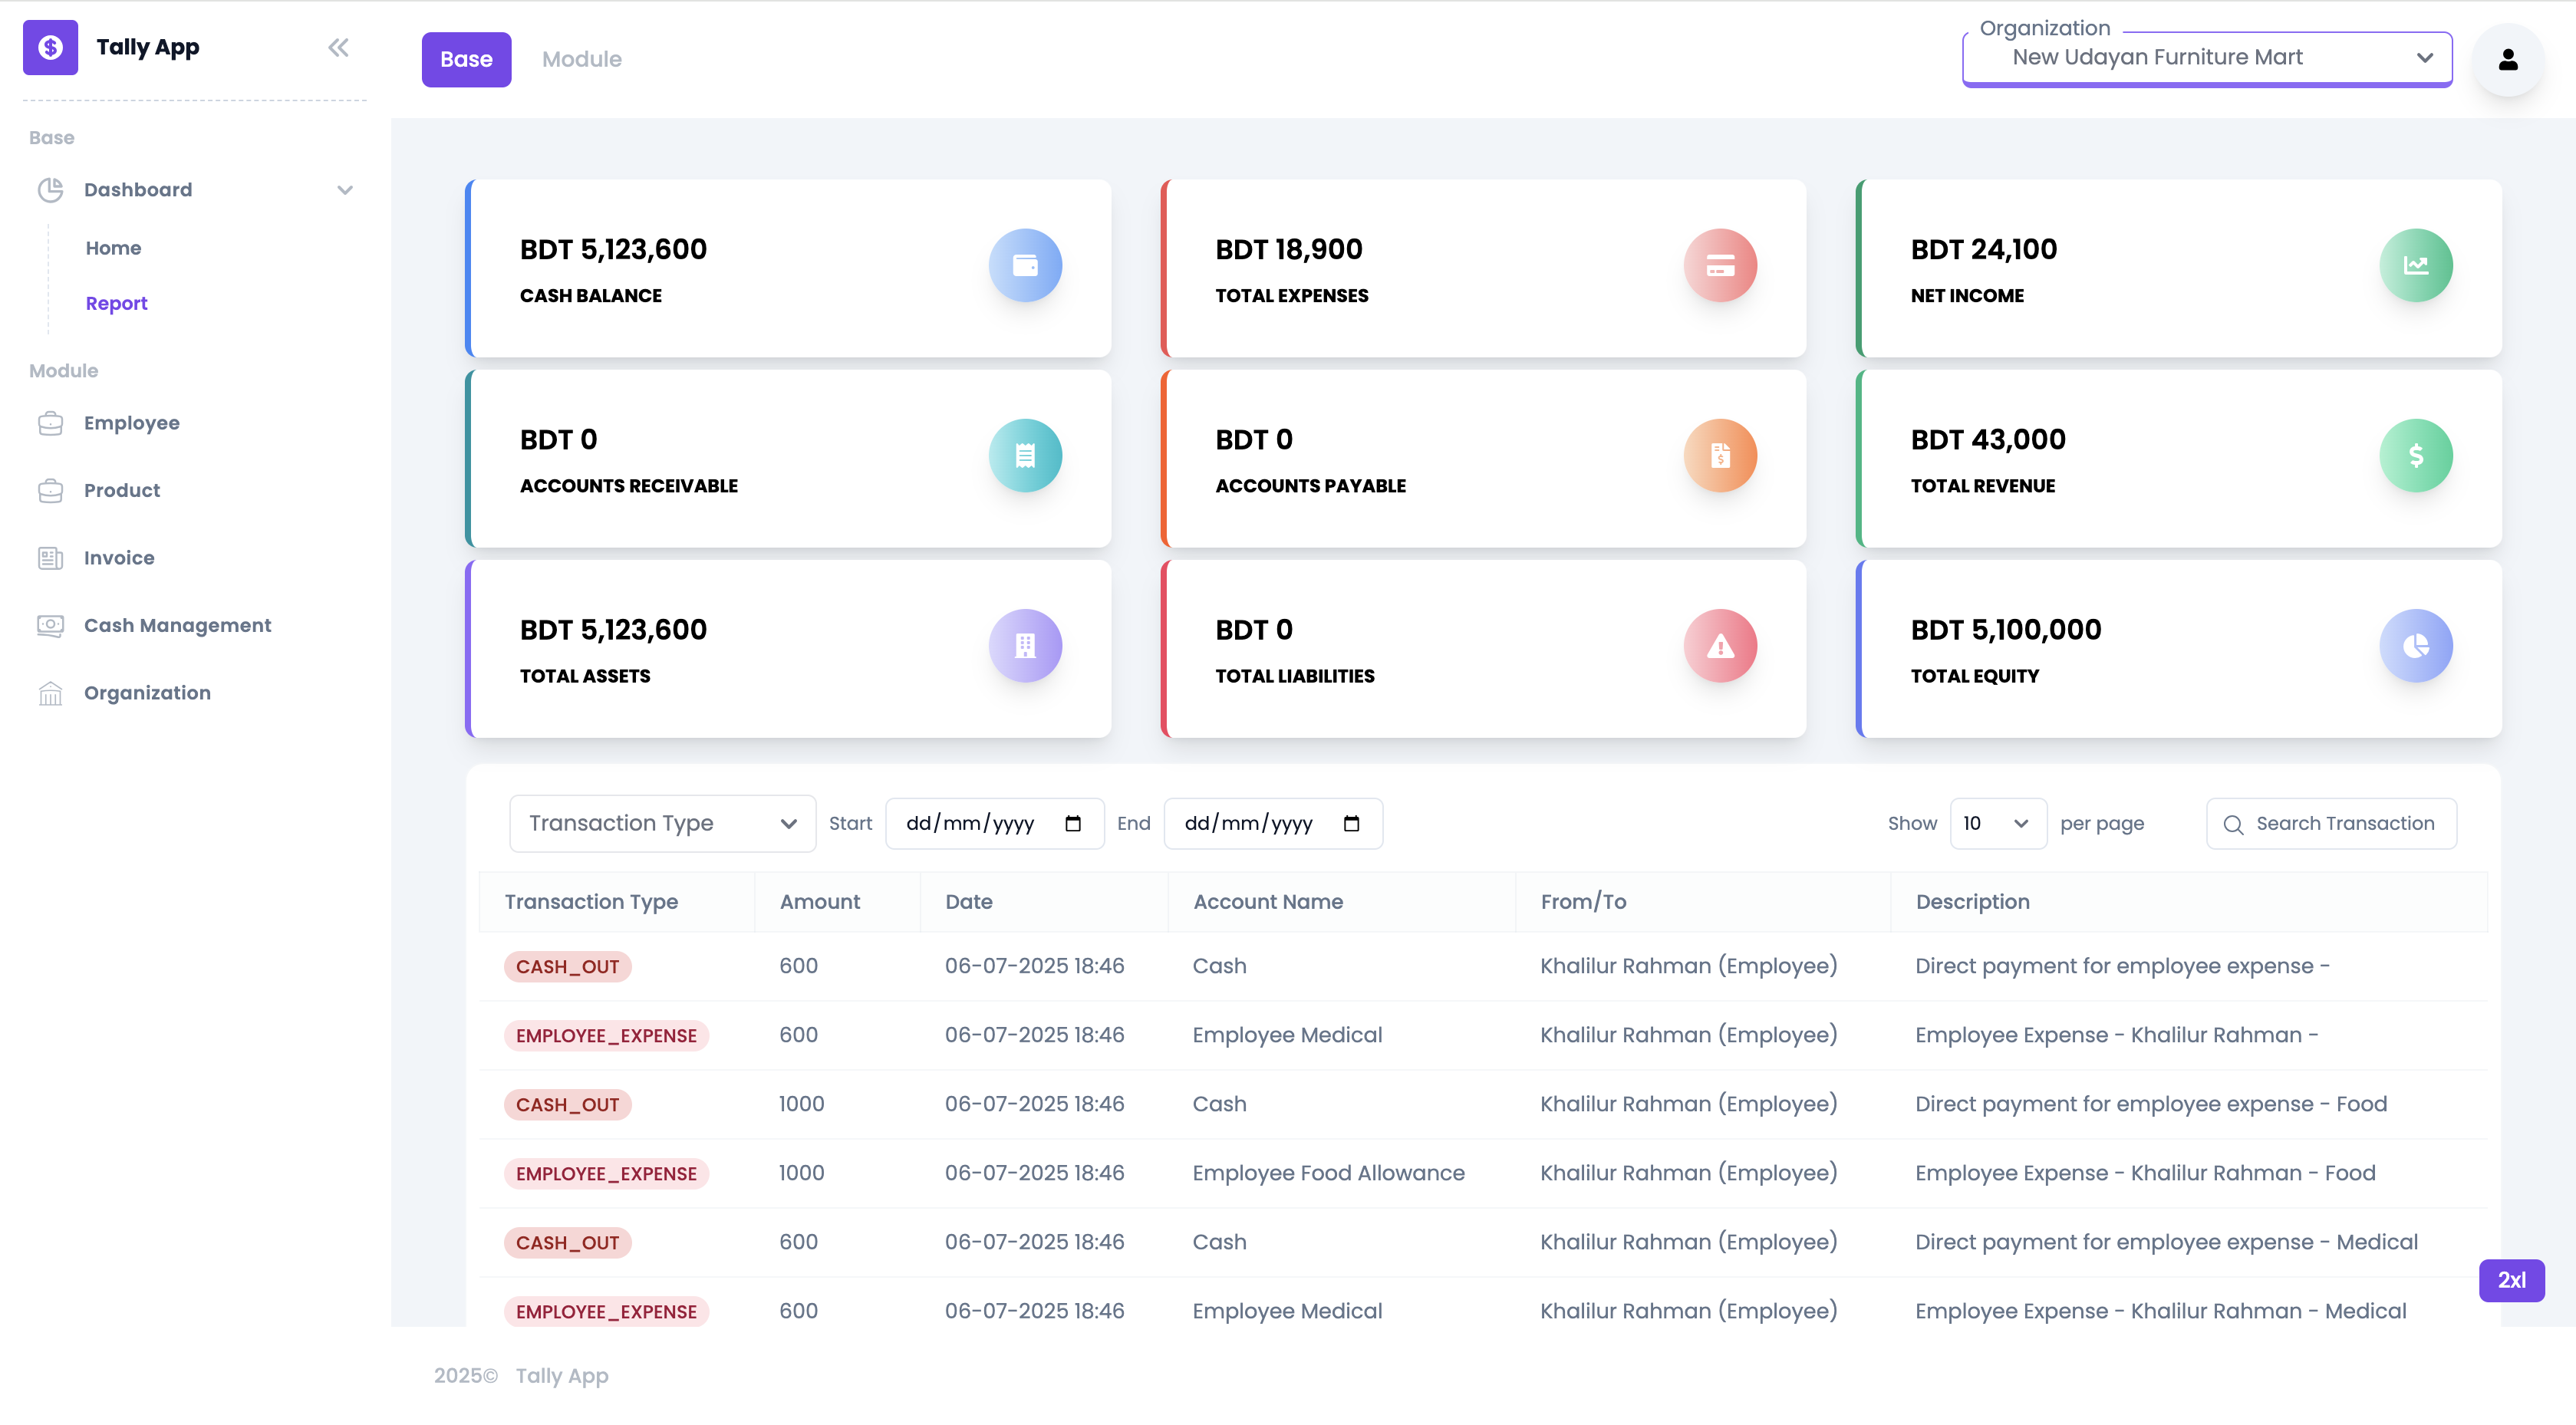 Tally App
Base
Dashboard
Home
Report
Module
Employee
Product
Invoice
Cash Management
Organization
Base Module
Organization
New Udayan Furniture Mart
BDT 5,123,600
CASH BALANCE
BDT 18,900
TOTAL EXPENSES
BDT 24,100
NET INCOME
BDT 0
ACCOUNTS RECEIVABLE
BDT 0
ACCOUNTS PAYABLE
BDT 43,000
TOTAL REVENUE
BDT 5,123,600
TOTAL ASSETS
BDT 0
TOTAL LIABILITIES
BDT 5,100,000
TOTAL EQUITY
Transaction Type Start dd/mm/yyyy End dd/mm/yyyy Show 10 per page Search Transaction
Transaction Type Amount Date Account Name From/To Description
CASH_OUT 600 06-07-2025 18:46 Cash Khalilur Rahman (Employee) Direct payment for employee expense -
EMPLOYEE_EXPENSE 600 06-07-2025 18:46 Employee Medical Khalilur Rahman (Employee) Employee Expense - Khalilur Rahman -
CASH_OUT 1000 06-07-2025 18:46 Cash Khalilur Rahman (Employee) Direct payment for employee expense - Food
EMPLOYEE_EXPENSE 1000 06-07-2025 18:46 Employee Food Allowance Khalilur Rahman (Employee) Employee Expense - Khalilur Rahman - Food
CASH_OUT 600 06-07-2025 18:46 Cash Khalilur Rahman (Employee) Direct payment for employee expense - Medical
EMPLOYEE_EXPENSE 600 06-07-2025 18:46 Employee Medical Khalilur Rahman (Employee) Employee Expense - Khalilur Rahman - Medical
2xl
2025© Tally App